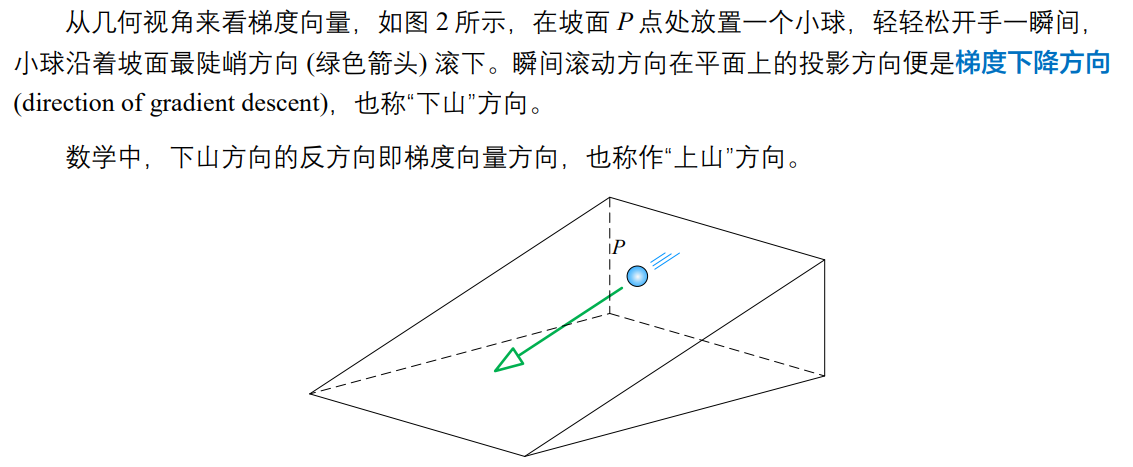 从几何视角来看梯度向量，如图 2 所示，在坡面 P 点处放置一个小球，轻轻松开手一瞬间，
小球沿着坡面最陡峭方向 (绿色箭头) 滚下。瞬间滚动方向在平面上的投影方向便是梯度下降方向
(direction of gradient descent)，也称“下山”方向。
数学中，下山方向的反方向即梯度向量方向，也称作“上山”方向。
P